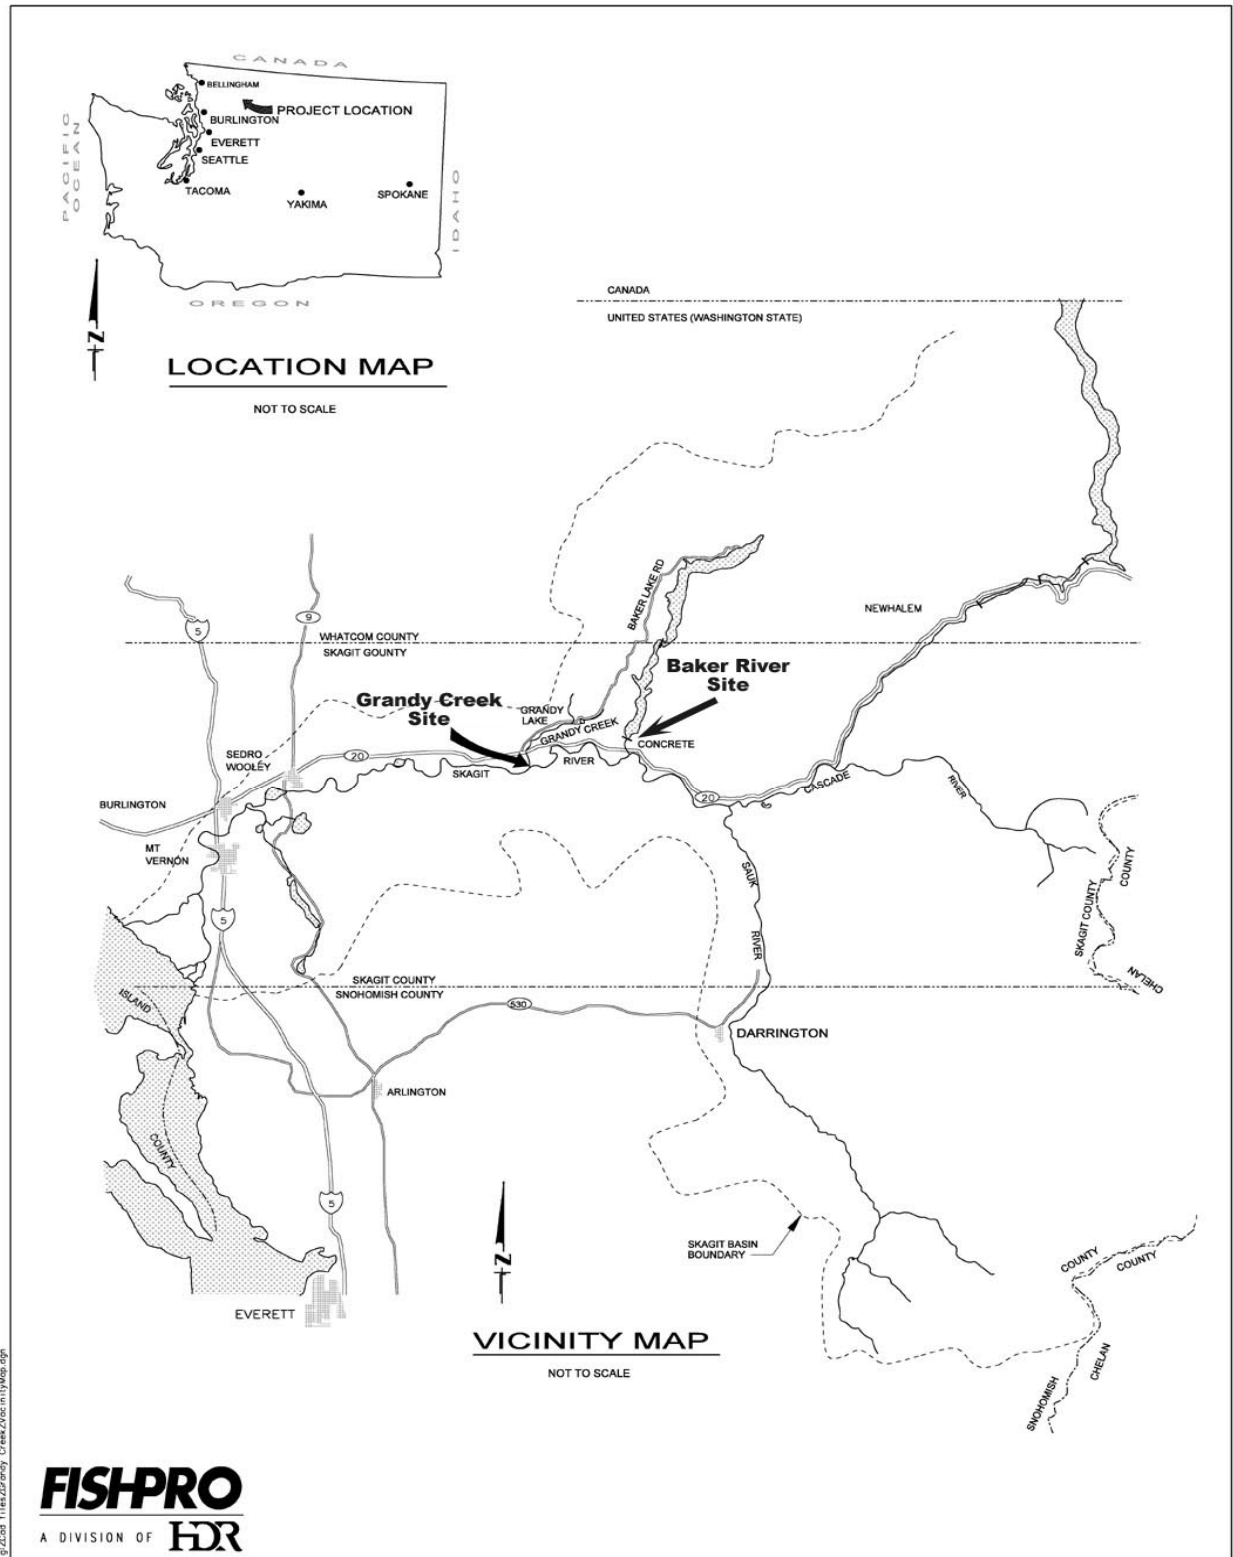 CANADA
BELLINGHAM
PROJECT LOCATION
BURLINGTON
EVERETT
SEATTLE
TACOMA
YAKIMA
SPOKANE
PACIFIC
OCEAN
IDAHO
OREGON
N
LOCATION MAP
NOT TO SCALE
CANADA
UNITED STATES (WASHINGTON STATE)
BAKER LAKE RD
NEWHALEM
9
5
WHATCOM COUNTY
SKAGIT COUNTY
Baker River
Site
Grandy Creek
Site
GRANDY
LAKE
GRANDY CREEK
CONCRETE
SEDRO
WOOLEY
20
SKAGIT
RIVER
20
CASCADE
RIVER
BURLINGTON
MT
VERNON
SAUK
RIVER
COUNTY
SKAGIT COUNTY
CHELAN
5
SKAGIT COUNTY
SNOHOMISH COUNTY
ISLAND
COUNTY
530
DARRINGTON
ARLINGTON
5
N
SKAGIT BASIN
BOUNDARY
COUNTY
COUNTY
CHELAN
SNOHOMISH
EVERETT
VICINITY MAP
NOT TO SCALE
FISHPRO
A DIVISION OF HDR